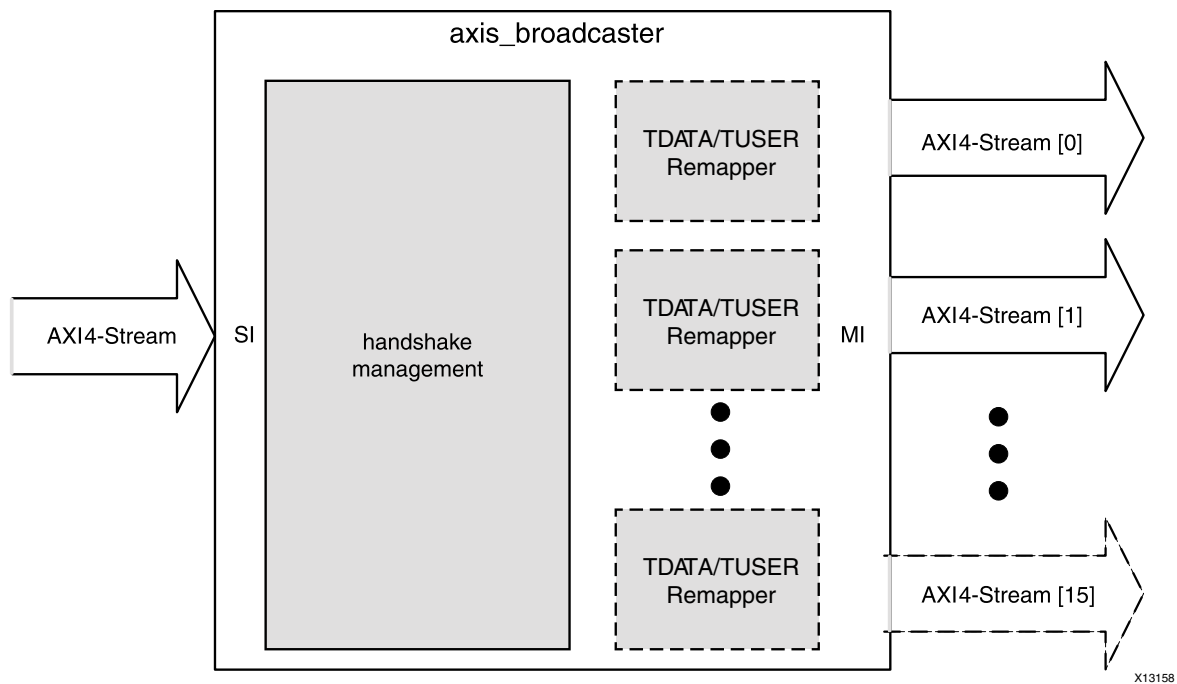 axis_broadcaster
AXI4-Stream
SI
handshake
management
TDATA/TUSER
Remapper
TDATA/TUSER
Remapper
TDATA/TUSER
Remapper
MI
AXI4-Stream [0]
AXI4-Stream [1]
AXI4-Stream [15]
X13158